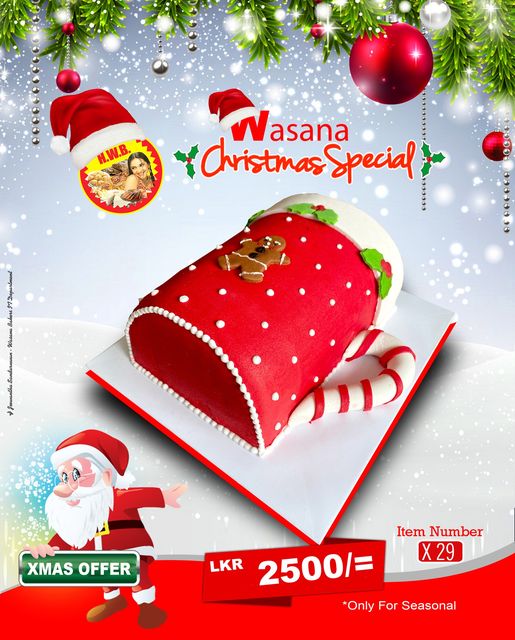 H.W.B.
Wasana
Christmas Special
Item Number
X 29
XMAS OFFER
LKR 2500/=
*Only For Seasonal